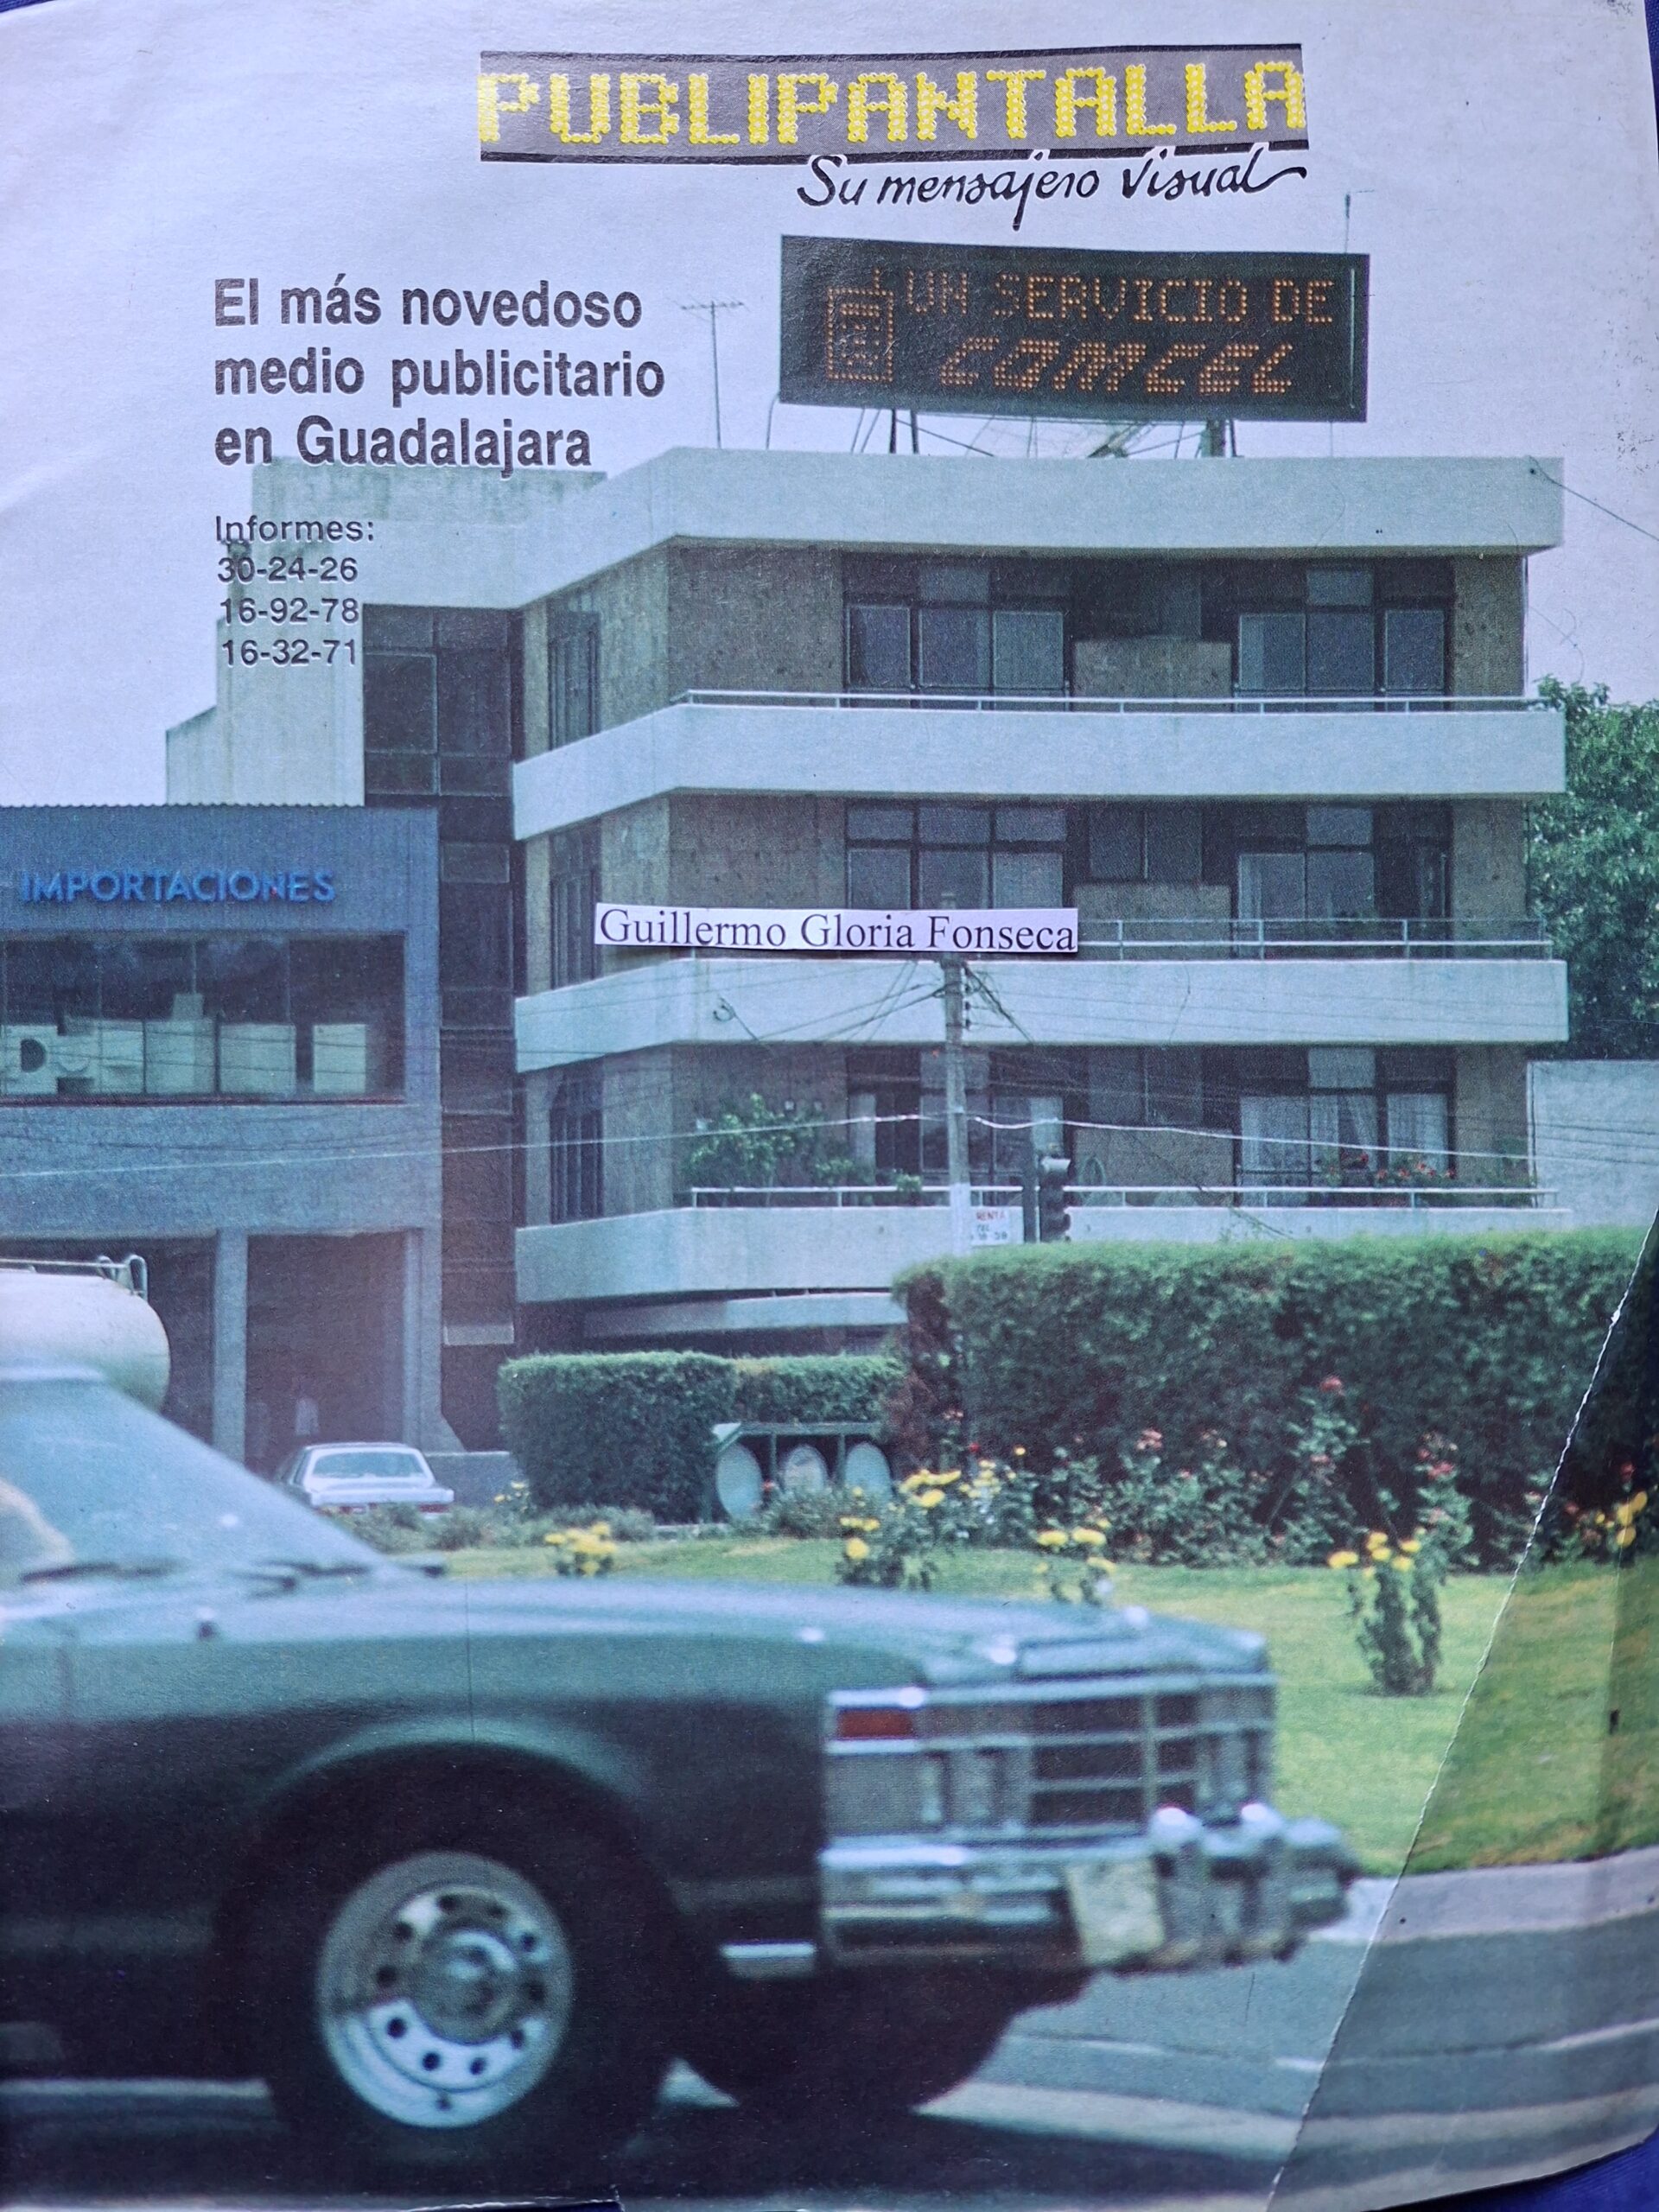 PUBLIPANTALLA
Su mensajero visual
UN SERVICIO DE
COMCEL
El más novedoso
medio publicitario
en Guadalajara
Informes:
30-24-26
16-92-78
16-32-71
IMPORTACIONES
Guillermo Gloria Fonseca
RENTA